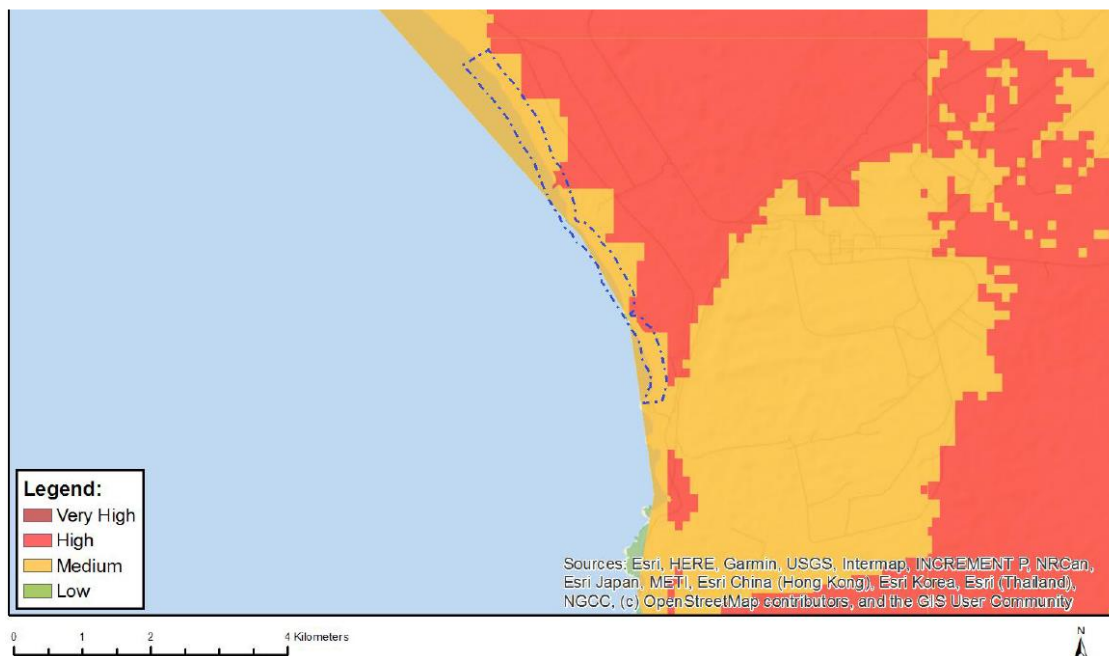 Legend:
Very High
High
Medium
Low
Sources: Esri, HERE, Garmin, USGS, Intermap, INCREMENT P, NRCan,
Esri Japan, METI, Esri China (Hong Kong), Esri Korea, Esri (Thailand),
NGCC, (c) OpenStreetMap contributors, and the GIS User Community
0 1 2 4 Kilometers
N